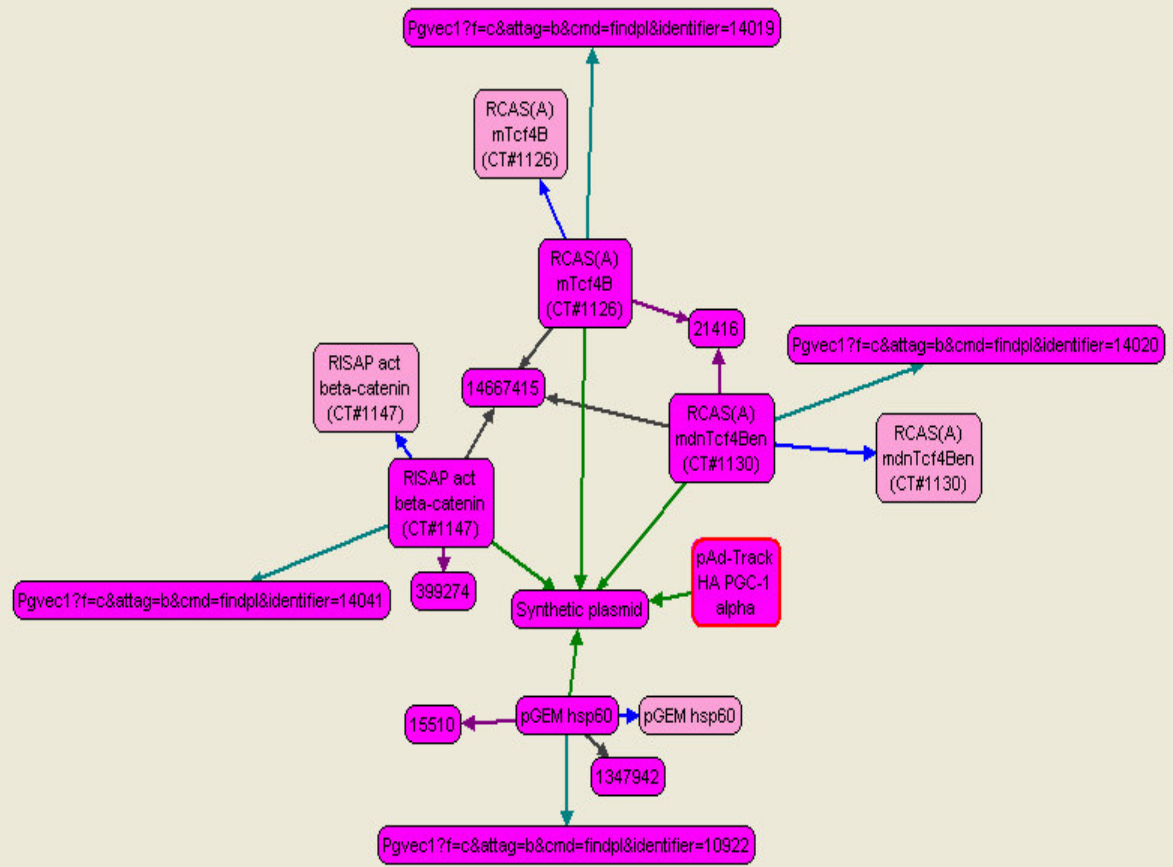 Pgvec1?f=c&attag=b&cmd=findpl&identifier=14019
RCAS(A)
mTcf4B
(CT#1126)
RCAS(A)
mTcf4B
(CT#1126)
21416
Pgvec1?f=c&attag=b&cmd=findpl&identifier=14020
RISAP act
beta-catenin
(CT#1147)
14667415
RCAS(A)
mdnTcf4Ben
(CT#1130)
RCAS(A)
mdnTcf4Ben
(CT#1130)
RISAP act
beta-catenin
(CT#1147)
pAd-Track
HA PGC-1
alpha
399274
Pgvec1?f=c&attag=b&cmd=findpl&identifier=14041
Synthetic plasmid
15510
pGEM hsp60
pGEM hsp60
1347942
Pgvec1?f=c&attag=b&cmd=findpl&identifier=10922